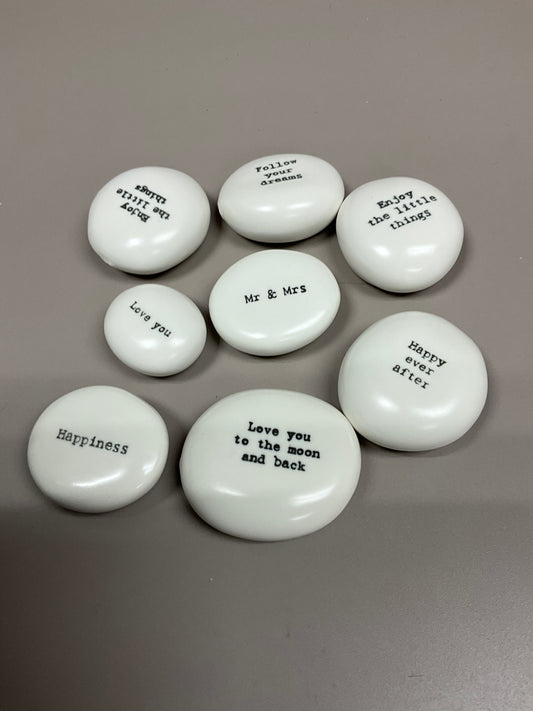 Enjoy
the little
things
Follow
your
dreams
Enjoy
the little
things
Love you
Mr & Mrs
Happy
ever
after
Happiness
Love you
to the moon
and back